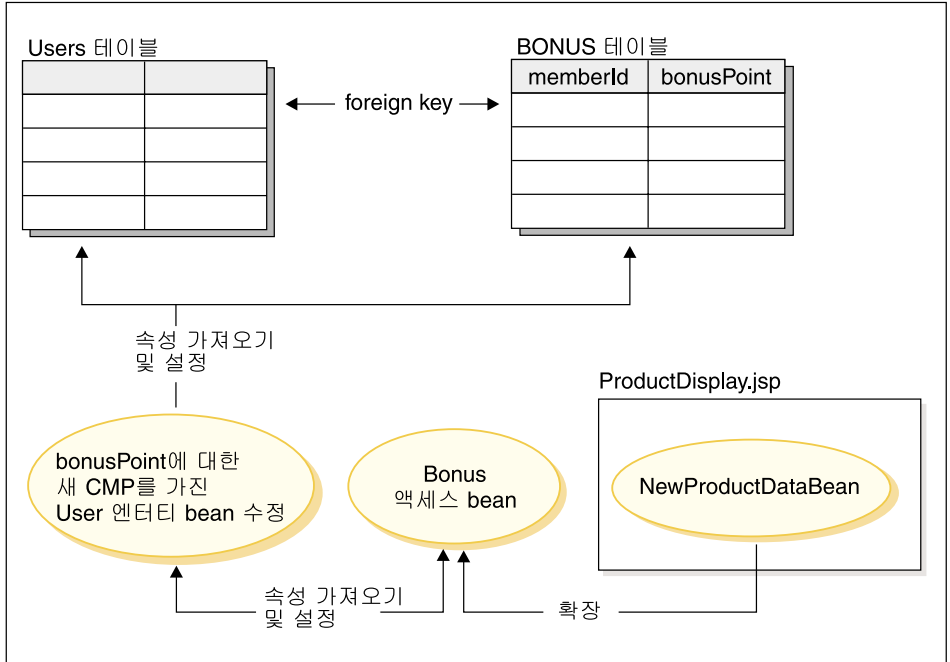 Users 테이블
BONUS 테이블
memberId bonusPoint
foreign key
속성 가져오기
및 설정
ProductDisplay.jsp
bonusPoint에 대한
새 CMP를 가진
User 엔터티 bean 수정
Bonus
액세스 bean
NewProductDataBean
속성 가져오기
및 설정
확장